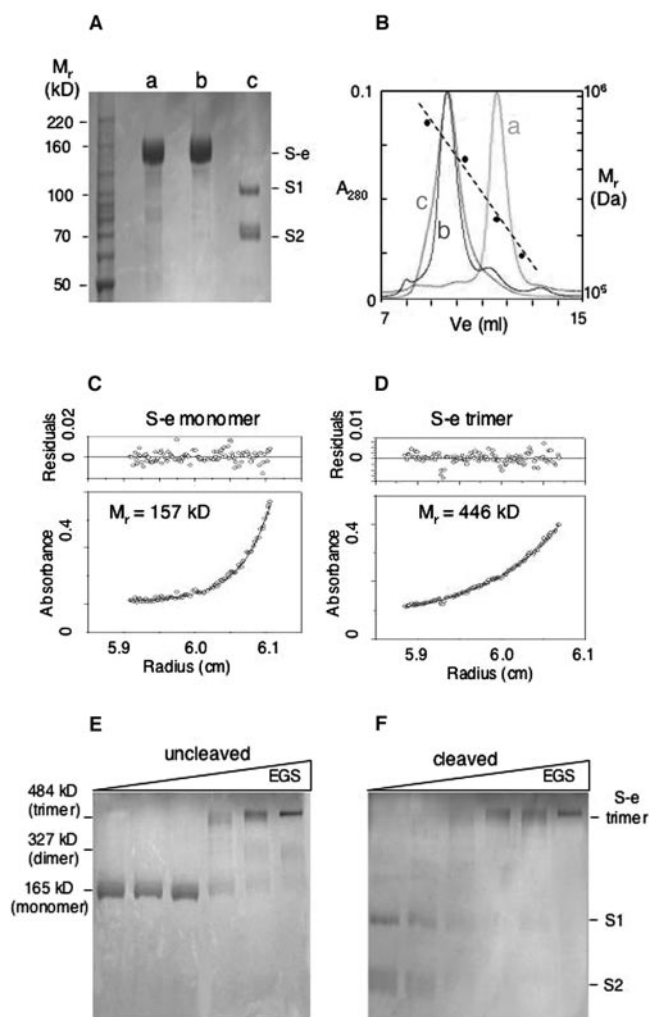 A
Mr (kD)
a b c
220
160
100
70
50
S-e
S1
S2
B
0.1
A280
0
7 Ve (ml) 15
10⁶
Mr (Da)
10⁵
a
c
b
C
S-e monomer
Residuals
0 0.02
Mr = 157 kD
Absorbance
0 0.4
5.9 6.0 6.1
Radius (cm)
D
S-e trimer
Residuals
0 0.01
Mr = 446 kD
Absorbance
0 0.4
5.9 6.0 6.1
Radius (cm)
E
uncleaved
EGS
484 kD
(trimer)
327 kD
(dimer)
165 kD
(monomer)
F
cleaved
EGS
S-e
trimer
S1
S2